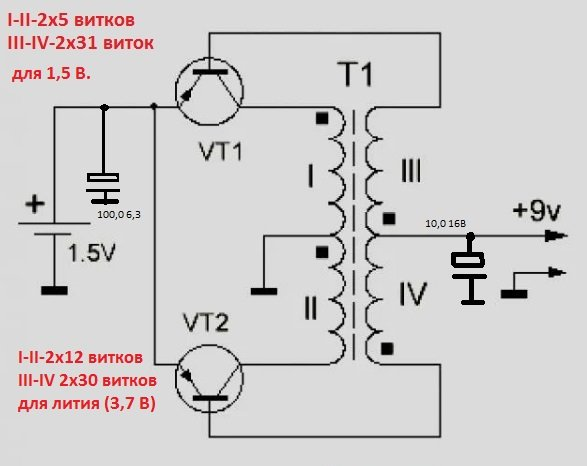 I-II-2x5 витков
III-IV-2x31 виток
для 1,5 В.
T1
VT1
I
III
100,0 6,3
+
1.5V
10,0 16В
+9v
II
IV
VT2
I-II-2x12 витков
III-IV 2x30 витков
для лития (3,7 В)